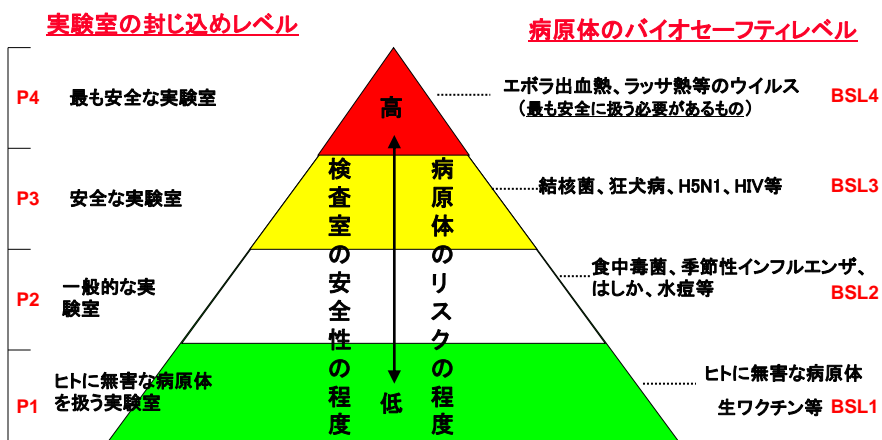 実験室の封じ込めレベル
病原体のバイオセーフティレベル
P4 最も安全な実験室
高
エボラ出血熱、ラッサ熱等のウイルス
（最も安全に扱う必要があるもの）
BSL4
P3 安全な実験室
結核菌、狂犬病、H5N1、HIV等
BSL3
検査室の安全性の程度
病原体のリスクの程度
P2 一般的な実
験室
食中毒菌、季節性インフルエンザ、
はしか、水痘等
BSL2
P1 ヒトに無害な病原体
を扱う実験室
低
ヒトに無害な病原体
生ワクチン等 BSL1